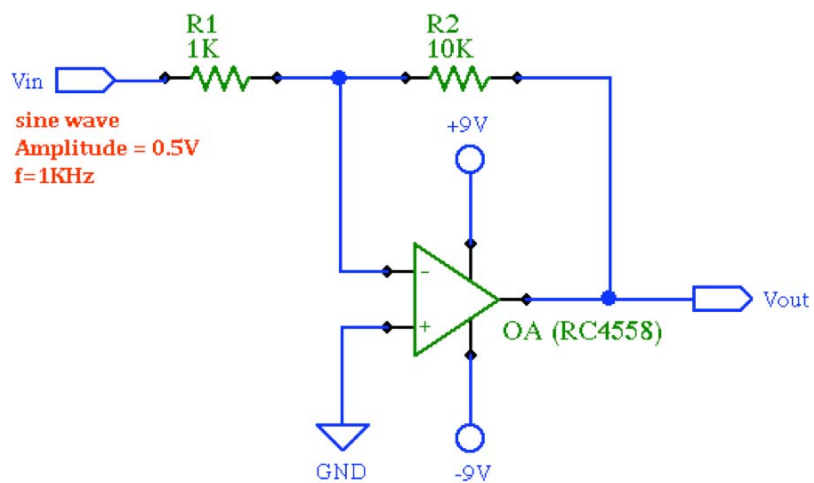 R1
1K
R2
10K
Vin
sine wave
Amplitude = 0.5V
f=1KHz
+9V
-
+
OA (RC4558)
Vout
GND
-9V